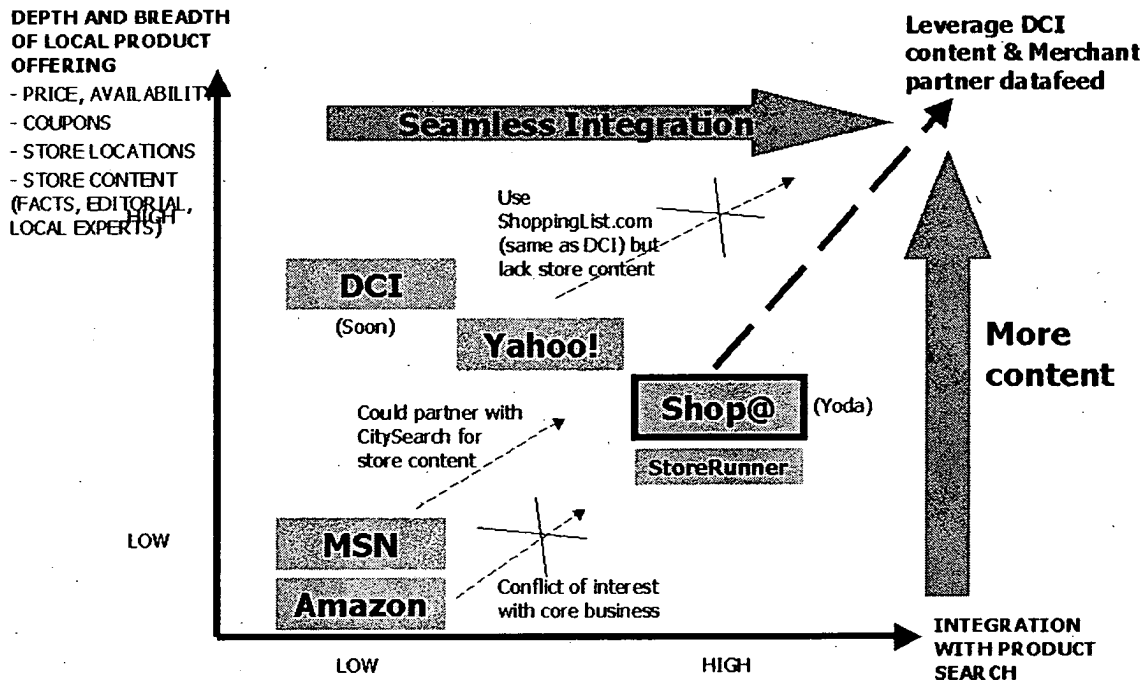 DEPTH AND BREADTH
OF LOCAL PRODUCT
OFFERING
- PRICE, AVAILABILITY
- COUPONS
- STORE LOCATIONS
- STORE CONTENT
(FACTS, EDITORIAL,
LOCAL EXPERTS)
HIGH
LOW
Leverage DCI
content & Merchant
partner datafeed
Seamless Integration
Use
ShoppingList.com
(same as DCI) but
lack store content
DCI
(Soon)
Yahoo!
Shop@
(Yoda)
StoreRunner
More
content
Could partner with
CitySearch for
store content
MSN
Amazon
Conflict of interest
with core business
LOW
HIGH
INTEGRATION
WITH PRODUCT
SEARCH